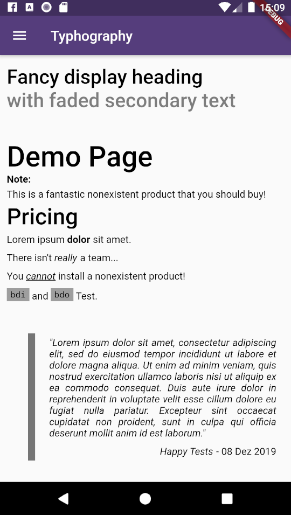 15:09
DEBUG
Typhography
Fancy display heading
with faded secondary text
Demo Page
Note:
This is a fantastic nonexistent product that you should buy!
Pricing
Lorem ipsum dolor sit amet.
There isn't really a team...
You cannot install a nonexistent product!
bdi and bdo Test.
"Lorem ipsum dolor sit amet, consectetur adipiscing
elit, sed do eiusmod tempor incididunt ut labore et
dolore magna aliqua. Ut enim ad minim veniam, quis
nostrud exercitation ullamco laboris nisi ut aliquip ex
ea commodo consequat. Duis aute irure dolor in
reprehenderit in voluptate velit esse cillum dolore eu
fugiat nulla pariatur. Excepteur sint occaecat
cupidatat non proident, sunt in culpa qui officia
deserunt mollit anim id est laborum."
Happy Tests - 08 Dez 2019